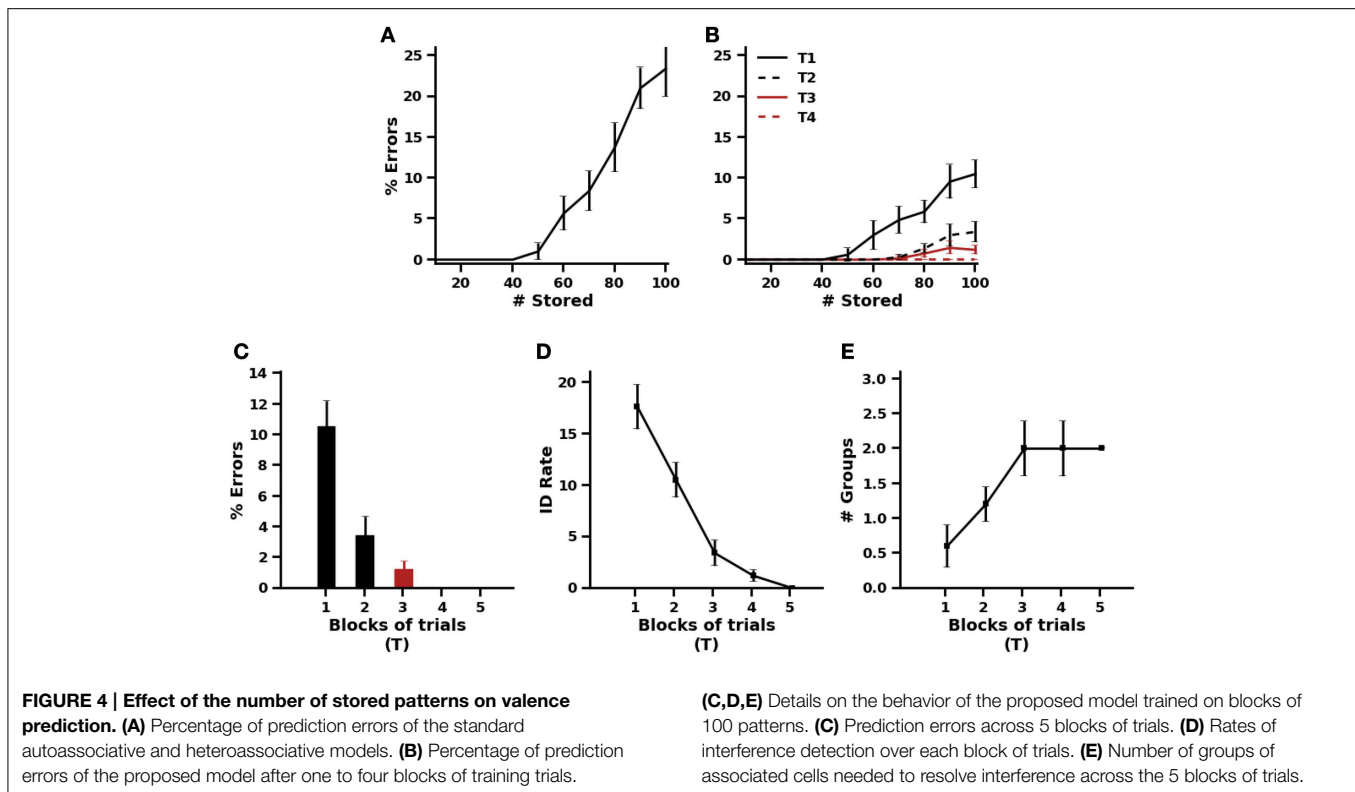 A
25
20
15
10
5
0
% Errors
20 40 60 80 100
# Stored
B
T1
T2
T3
T4
25
20
15
10
5
0
20 40 60 80 100
# Stored
C
14
12
10
8
6
4
2
0
% Errors
1 2 3 4 5
Blocks of trials
(T)
D
20
15
10
5
0
ID Rate
1 2 3 4 5
Blocks of trials
(T)
E
3.0
2.5
2.0
1.5
1.0
0.5
0.0
# Groups
1 2 3 4 5
Blocks of trials
(T)
FIGURE 4 | Effect of the number of stored patterns on valence
prediction. (A) Percentage of prediction errors of the standard
autoassociative and heteroassociative models. (B) Percentage of prediction
errors of the proposed model after one to four blocks of training trials.
(C,D,E) Details on the behavior of the proposed model trained on blocks of
100 patterns. (C) Prediction errors across 5 blocks of trials. (D) Rates of
interference detection over each block of trials. (E) Number of groups of
associated cells needed to resolve interference across the 5 blocks of trials.